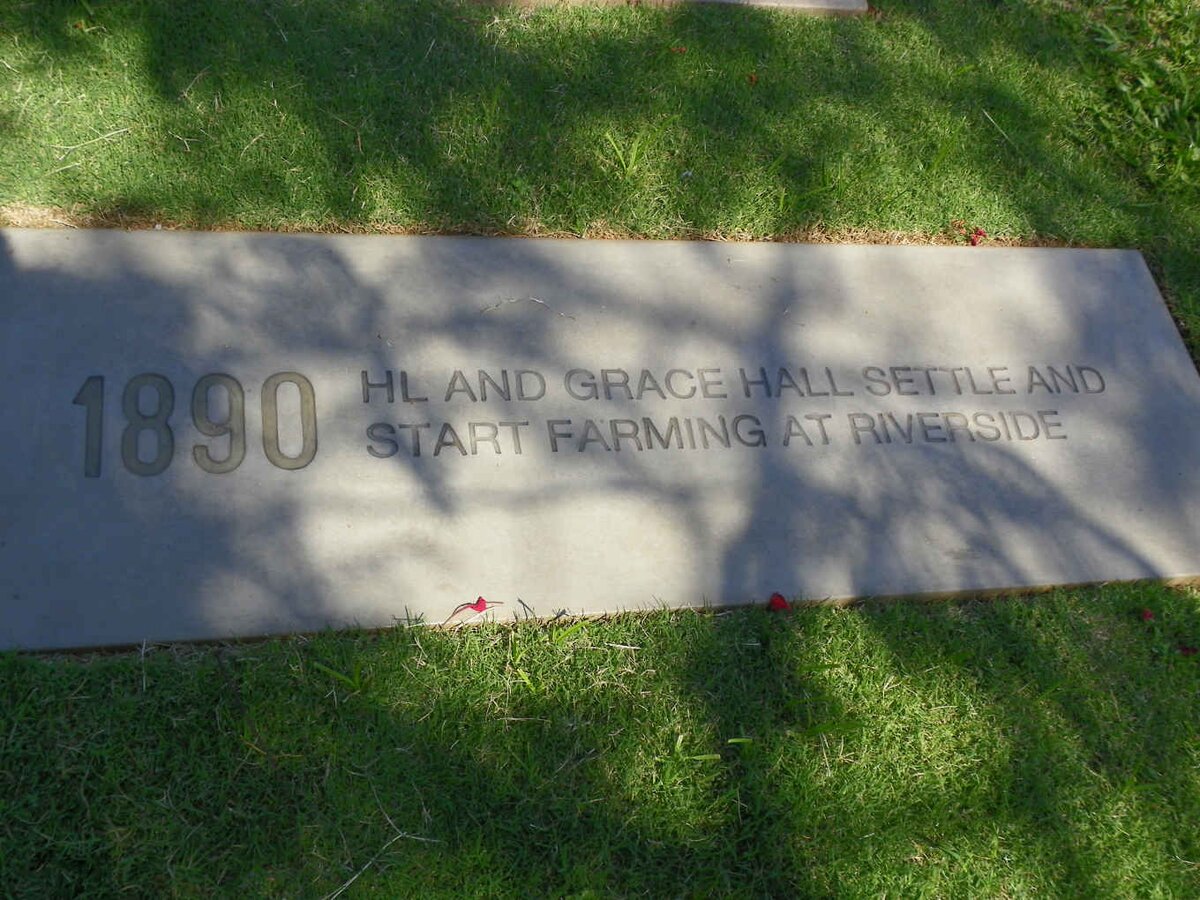 1890
HL AND GRACE HALL SETTLE AND
START FARMING AT RIVERSIDE